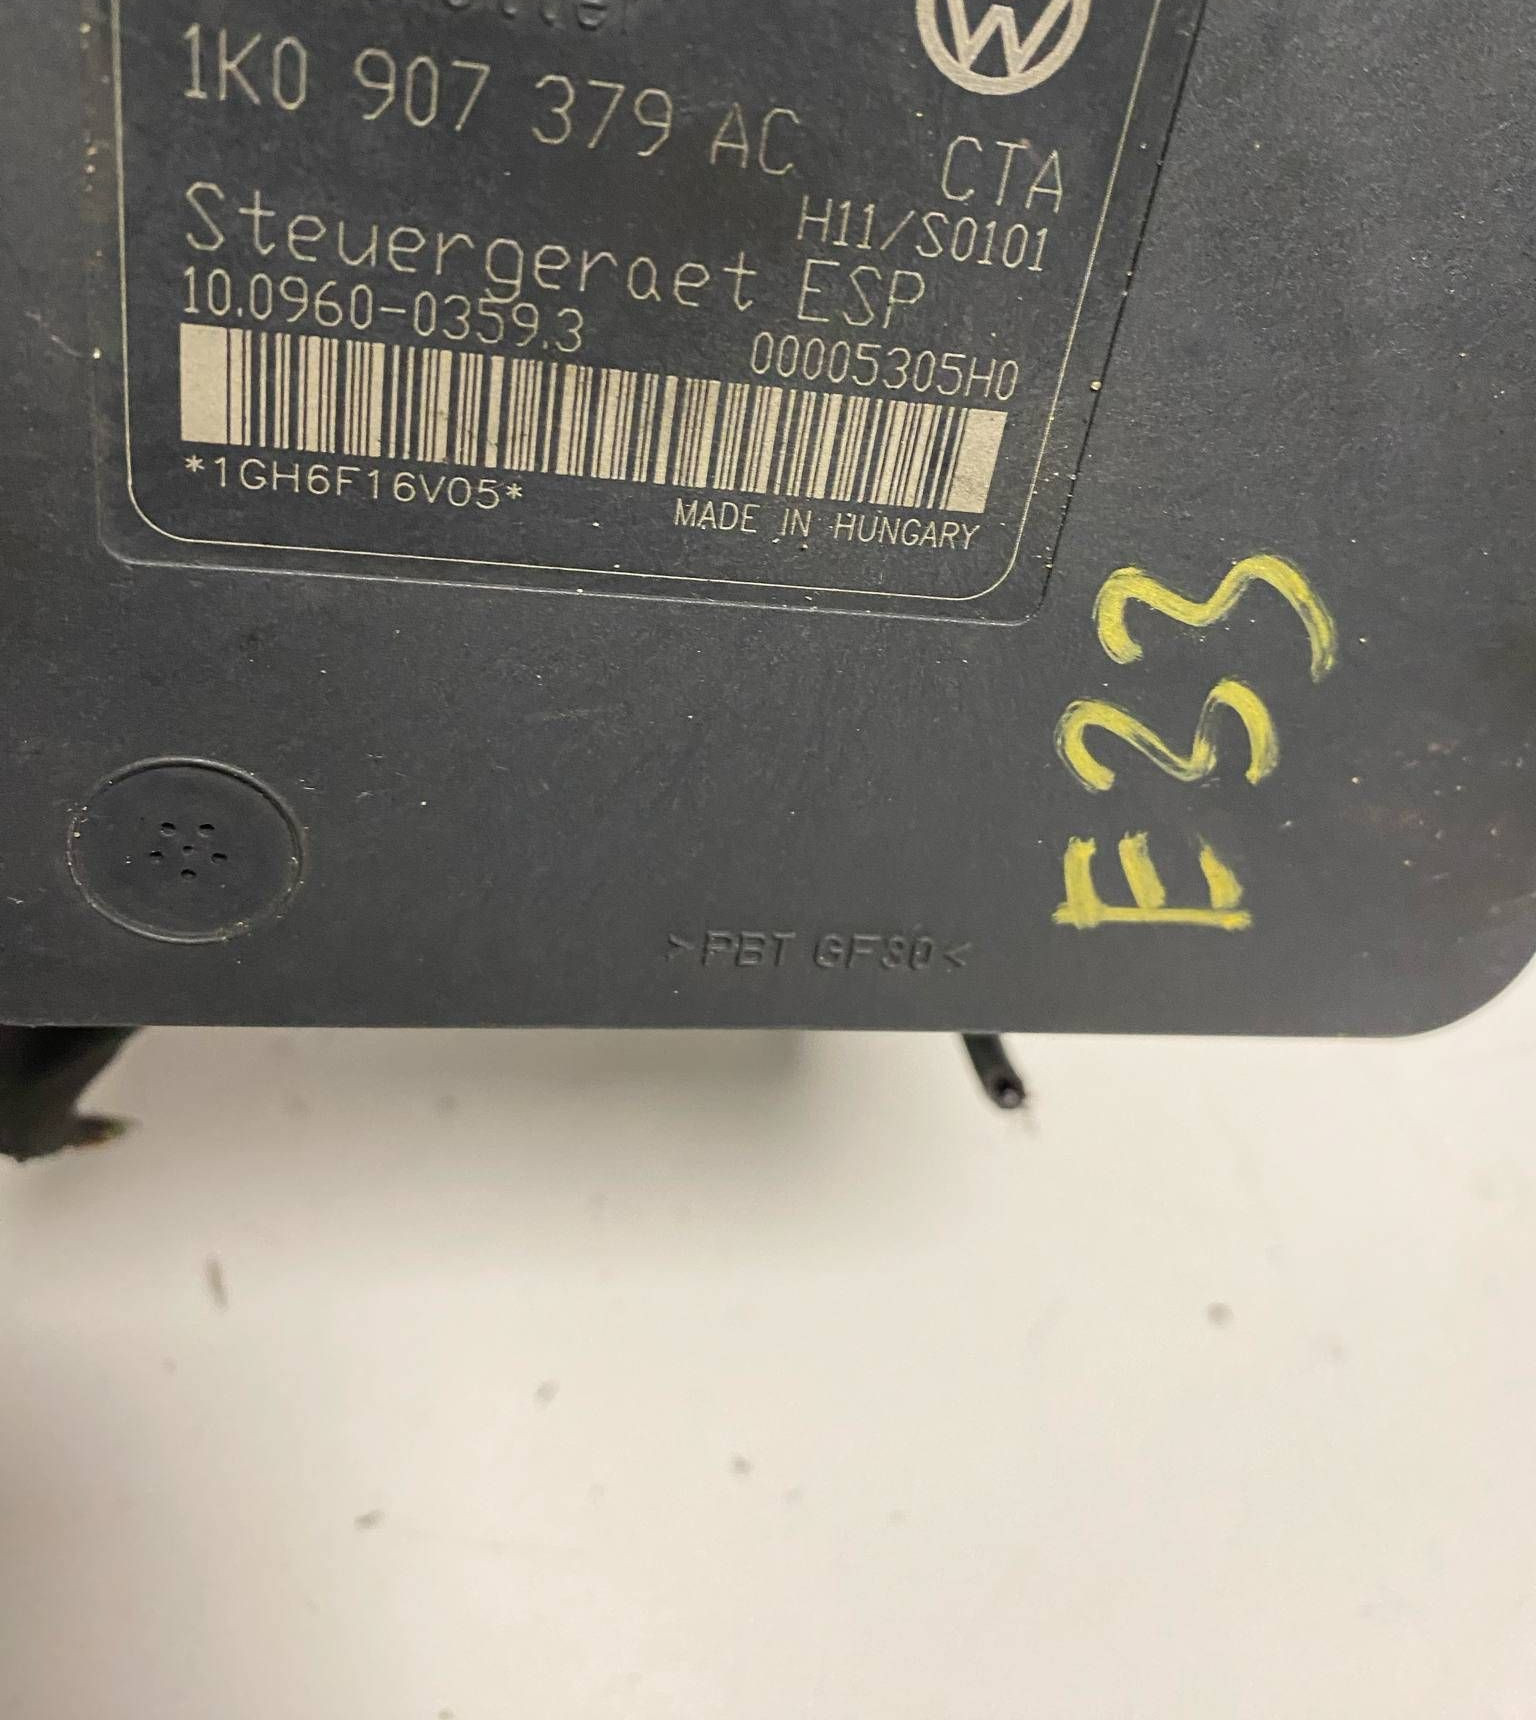 1K0 907 379 AC
CTA
H11/S0101
Steuergeraet ESP
10.0960-0359.3
00005305H0
*1GH6F16V05*
MADE IN HUNGARY
E33
>PBT GF30<